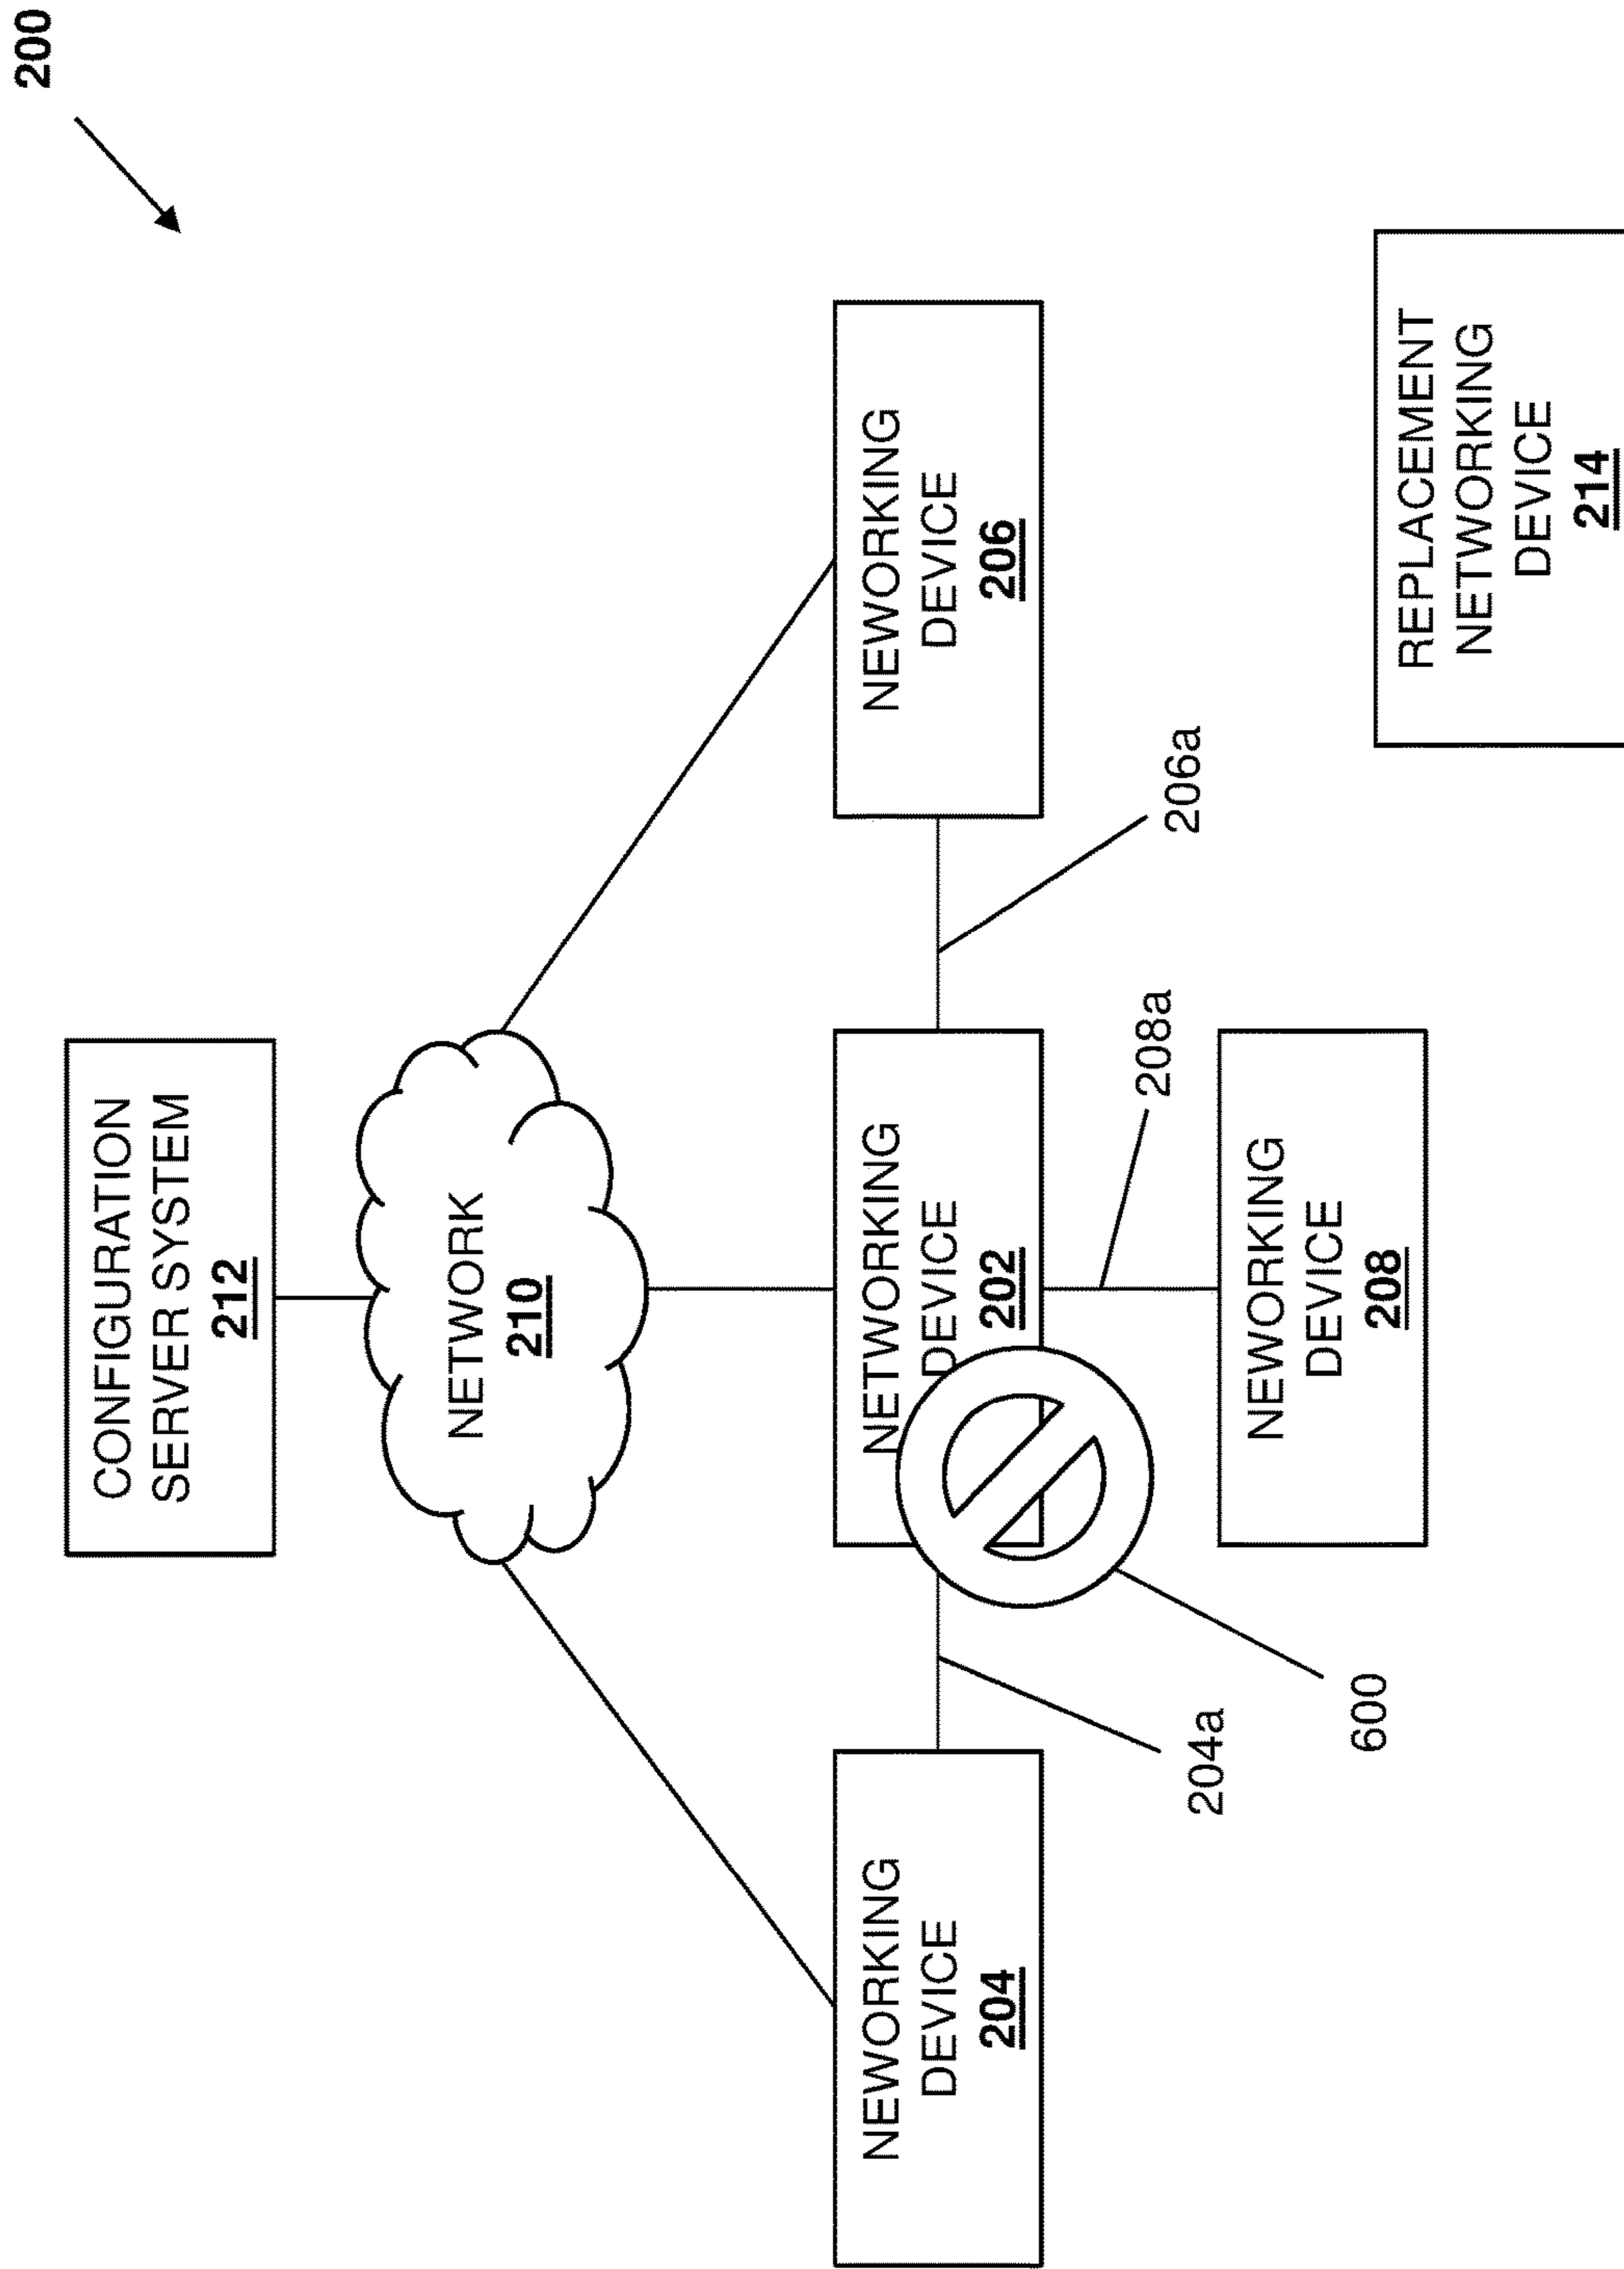 200
CONFIGURATION
SERVER SYSTEM
212
NETWORK
210
NEWORKING
DEVICE
204
NETWORKING
DEVICE
202
NEWORKING
DEVICE
206
204a
206a
208a
600
NEWORKING
DEVICE
208
REPLACEMENT
NETWORKING
DEVICE
214